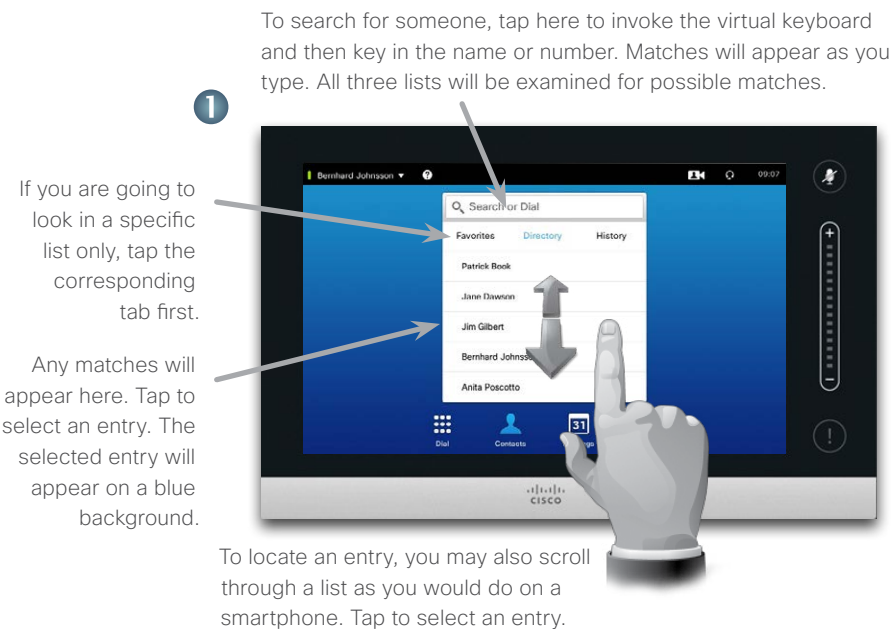 To search for someone, tap here to invoke the virtual keyboard
and then key in the name or number. Matches will appear as you
type. All three lists will be examined for possible matches.
1
If you are going to
look in a specific
list only, tap the
corresponding
tab first.
Any matches will
appear here. Tap to
select an entry. The
selected entry will
appear on a blue
background.
Bernhard Johnsson
?
09:07
Search or Dial
Favorites Directory History
Patrick Book
Jane Dawson
Jim Gilbert
Bernhard
Anita Poscotto
31
Dial Contacts
+
-
!
CISCO
To locate an entry, you may also scroll
through a list as you would do on a
smartphone. Tap to select an entry.